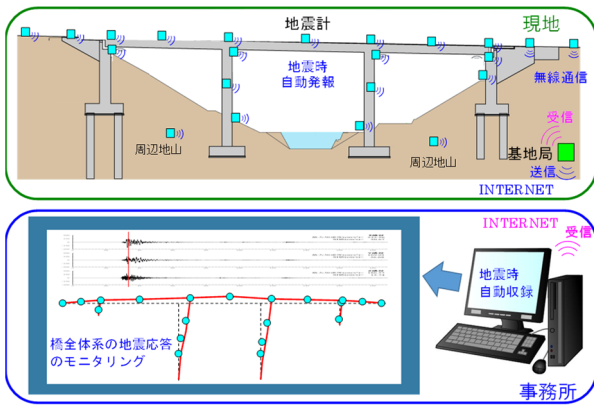 現地
地震計
地震時
自動発報
無線通信
受信
周辺地山
周辺地山
基地局
送信
INTERNET
INTERNET
受信
地震時
自動収録
橋全体系の地震応答
のモニタリング
事務所